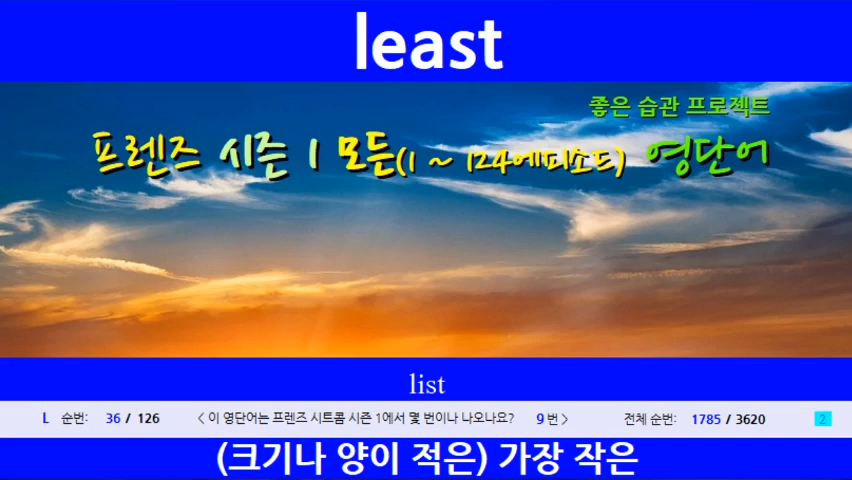 least
좋은 습관 프로젝트
프렌즈 시즌 1 모든(1 ~ 124에피소드) 영단어
list
L 순번: 36 / 126 < 이 영단어는 프렌즈 시트콤 시즌 1에서 몇 번이나 나오나요? 9 번 > 전체 순번: 1785 / 3620 2
(크기나 양이 적은) 가장 작은